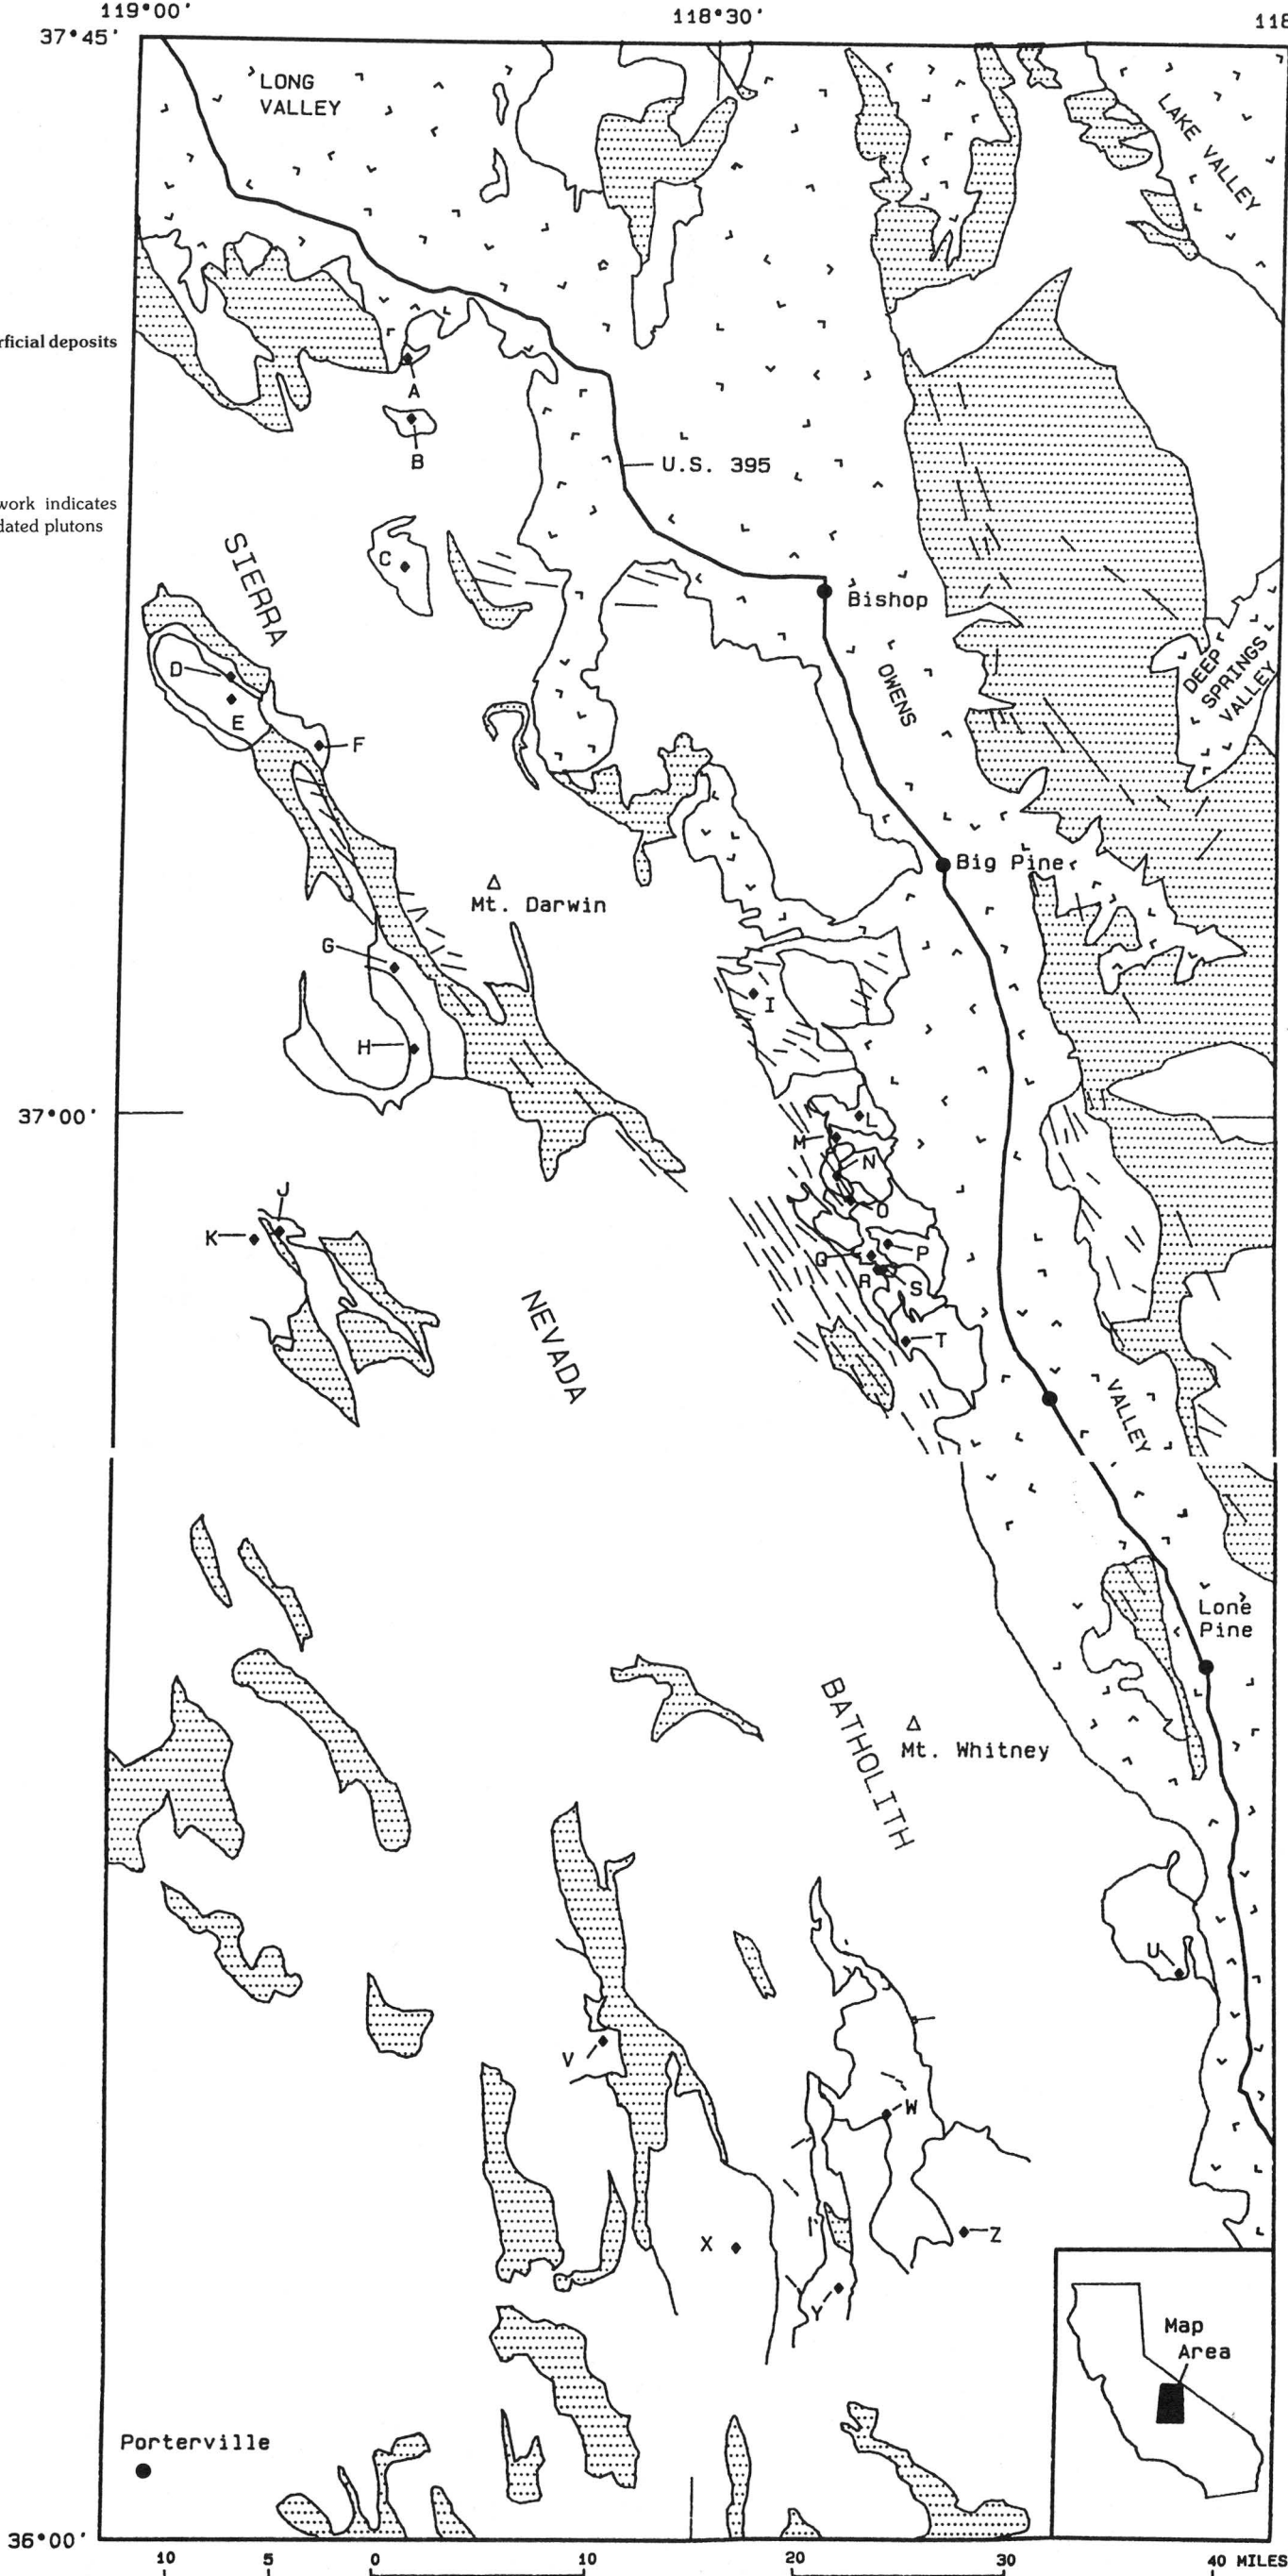 119°00'
118°30'
118
37°45'
LONG
VALLEY
LAKE VALLEY
rficial deposits
A
B
U.S. 395
work indicates
dated plutons
SIERRA
C
Bishop
D
E
OWENS
DEEP
SPRINGS
VALLEY
F
Big Pine
Mt. Darwin
G
I
H
37°00'
L
M
N
O
J
K
P
Q
R
S
NEVADA
T
VALLEY
Lone
Pine
BATHOLITH
Mt. Whitney
U
V
W
X
Z
Y
Map
Area
Porterville
36°00'
10 5 0 10 20 30 40 MILES